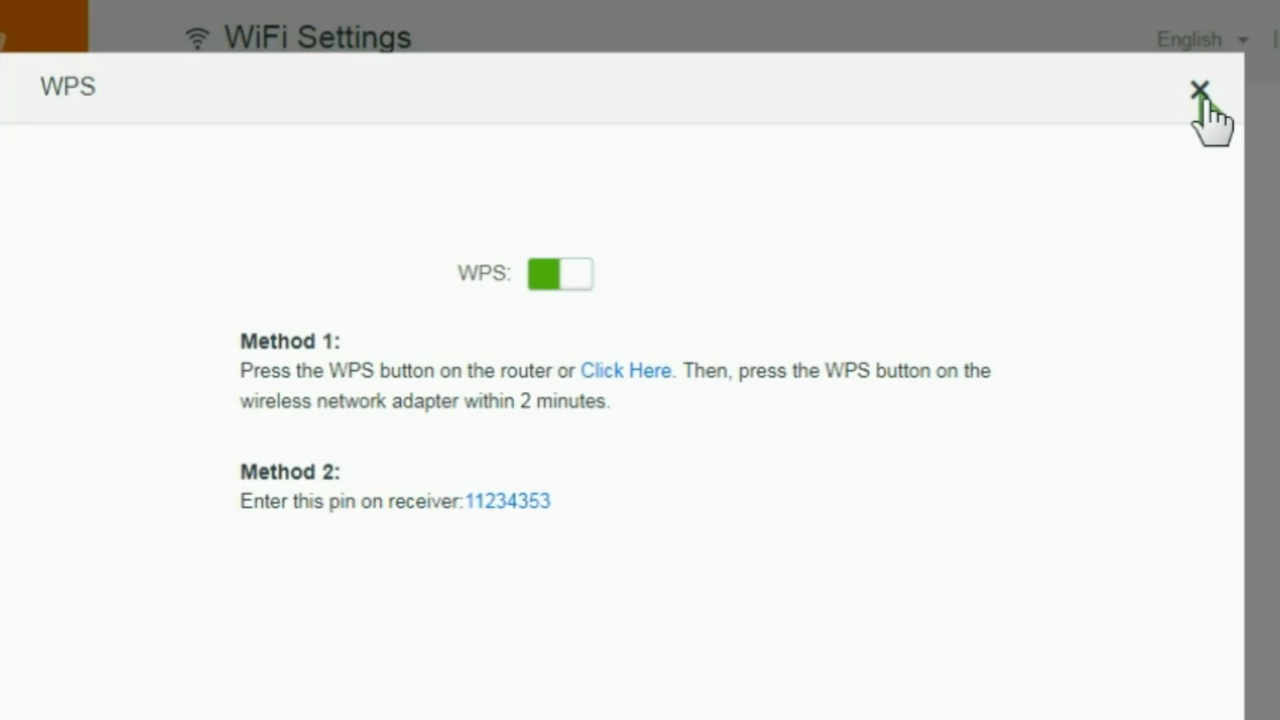 WiFi Settings
English
WPS
WPS:
Method 1:
Press the WPS button on the router or Click Here. Then, press the WPS button on the
wireless network adapter within 2 minutes.
Method 2:
Enter this pin on receiver:11234353